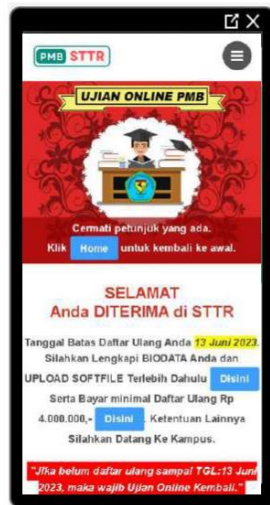 PMB STTR
UJIAN ONLINE PMB
Cermati petunjuk yang ada.
Klik Home untuk kembali ke awal.
SELAMAT
Anda DITERIMA di STTR
Tanggal Batas Daftar Ulang Anda 13 Juni 2023.
Silahkan Lengkapi BIODATA Anda dan
UPLOAD SOFTFILE Terlebih Dahulu Disini
Serta Bayar minimal Daftar Ulang Rp
4.000.000,- Disini . Ketentuan Lainnya
Silahkan Datang Ke Kampus.
"Jika belum daftar ulang sampai TGL:13 Juni
2023, maka wajib Ujian Online Kembali."